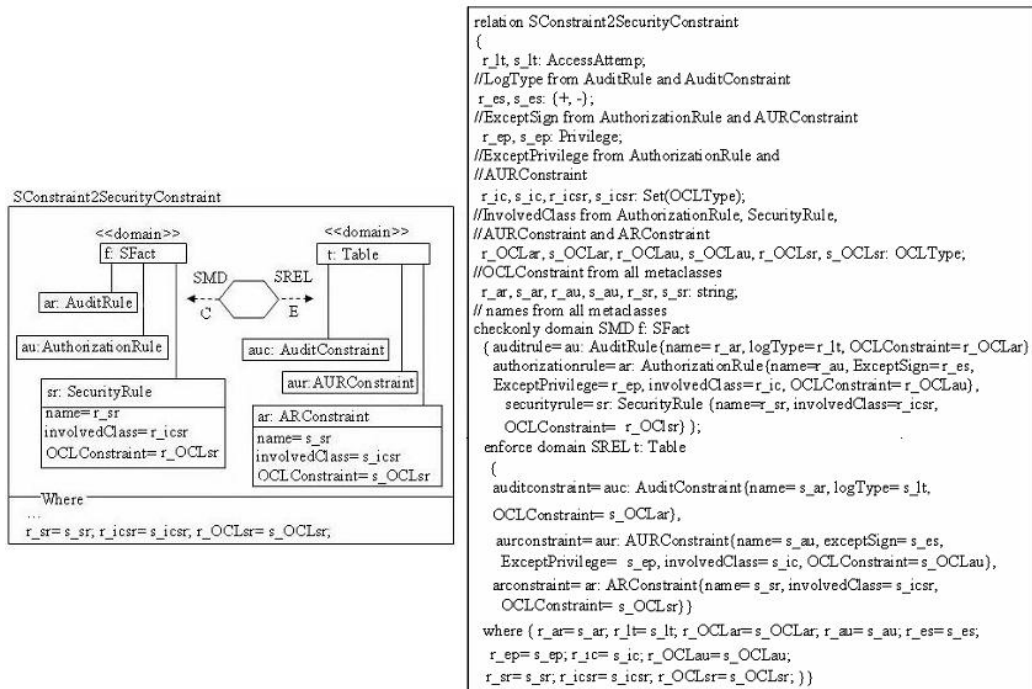 SConstraint2SecurityConstraint
<<domain>>
f: SFact
<<domain>>
t: Table
SMD
SREL
C
E
ar: AuditRule
au: AuthorizationRule
auc: AuditConstraint
aur: AURConstraint
sr: SecurityRule
name= r_sr
involvedClass= r_icsr
OCLConstraint= r_OCLsr
ar: ARConstraint
name= s_sr
involvedClass= s_icsr
OCLConstraint= s_OCLsr
Where
...
r_sr= s_sr; r_icsr= s_icsr; r_OCLsr= s_OCLsr;
relation SConstraint2SecurityConstraint
{
r_lt, s_lt: AccessAttemp;
//LogType from AuditRule and AuditConstraint
r_es, s_es: {+, -};
//ExceptSign from AuthorizationRule and AURConstraint
r_ep, s_ep: Privilege;
//ExceptPrivilege from AuthorizationRule and
//AURConstraint
r_ic, s_ic, r_icsr, s_icsr: Set(OCLType);
//InvolvedClass from AuthorizationRule, SecurityRule,
//AURConstraint and ARConstraint
r_OCLar, s_OCLar, r_OCLau, s_OCLau, r_OCLsr, s_OCLsr: OCLType;
//OCLConstraint from all metaclasses
r_ar, s_ar, r_au, s_au, r_sr, s_sr: string;
// names from all metaclasses
checkonly domain SMD f: SFact
{ auditrule= au: AuditRule{name= r_ar, logType= r_lt, OCLConstraint= r_OCLar}
authorizationrule= ar: AuthorizationRule{name=r_au, ExceptSign= r_es,
ExceptPrivilege= r_ep, involvedClass= r_ic, OCLConstraint= r_OCLau},
securityrule= sr: SecurityRule {name=r_sr, involvedClass=r_icsr,
OCLConstraint= r_OClsr} };
enforce domain SREL t: Table
{
auditconstraint= auc: AuditConstraint{name= s_ar, logType= s_lt,
OCLConstraint= s_OCLar},
aurconstraint= aur: AURConstraint{name= s_au, exceptSign= s_es,
ExceptPrivilege= s_ep, involvedClass= s_ic, OCLConstraint= s_OCLau},
arconstraint= ar: ARConstraint{name= s_sr, involvedClass= s_icsr,
OCLConstraint= s_OCLsr}}
where { r_ar= s_ar; r_lt= s_lt; r_OCLar= s_OCLar; r_au= s_au; r_es= s_es;
r_ep= s_ep; r_ic= s_ic; r_OCLau= s_OCLau;
r_sr= s_sr; r_icsr= s_icsr; r_OCLsr= s_OCLsr; }}